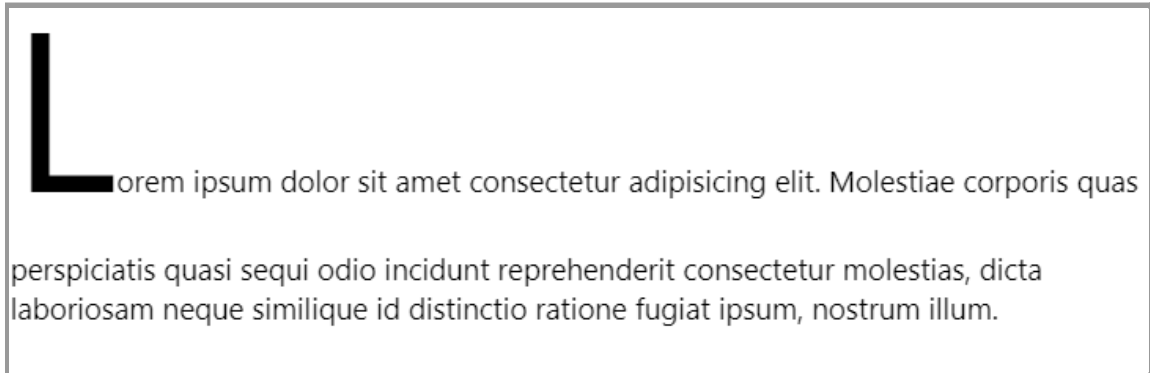 Lorem ipsum dolor sit amet consectetur adipisicing elit. Molestiae corporis quas
perspiciatis quasi sequi odio incidunt reprehenderit consectetur molestias, dicta
laboriosam neque similique id distinctio ratione fugiat ipsum, nostrum illum.